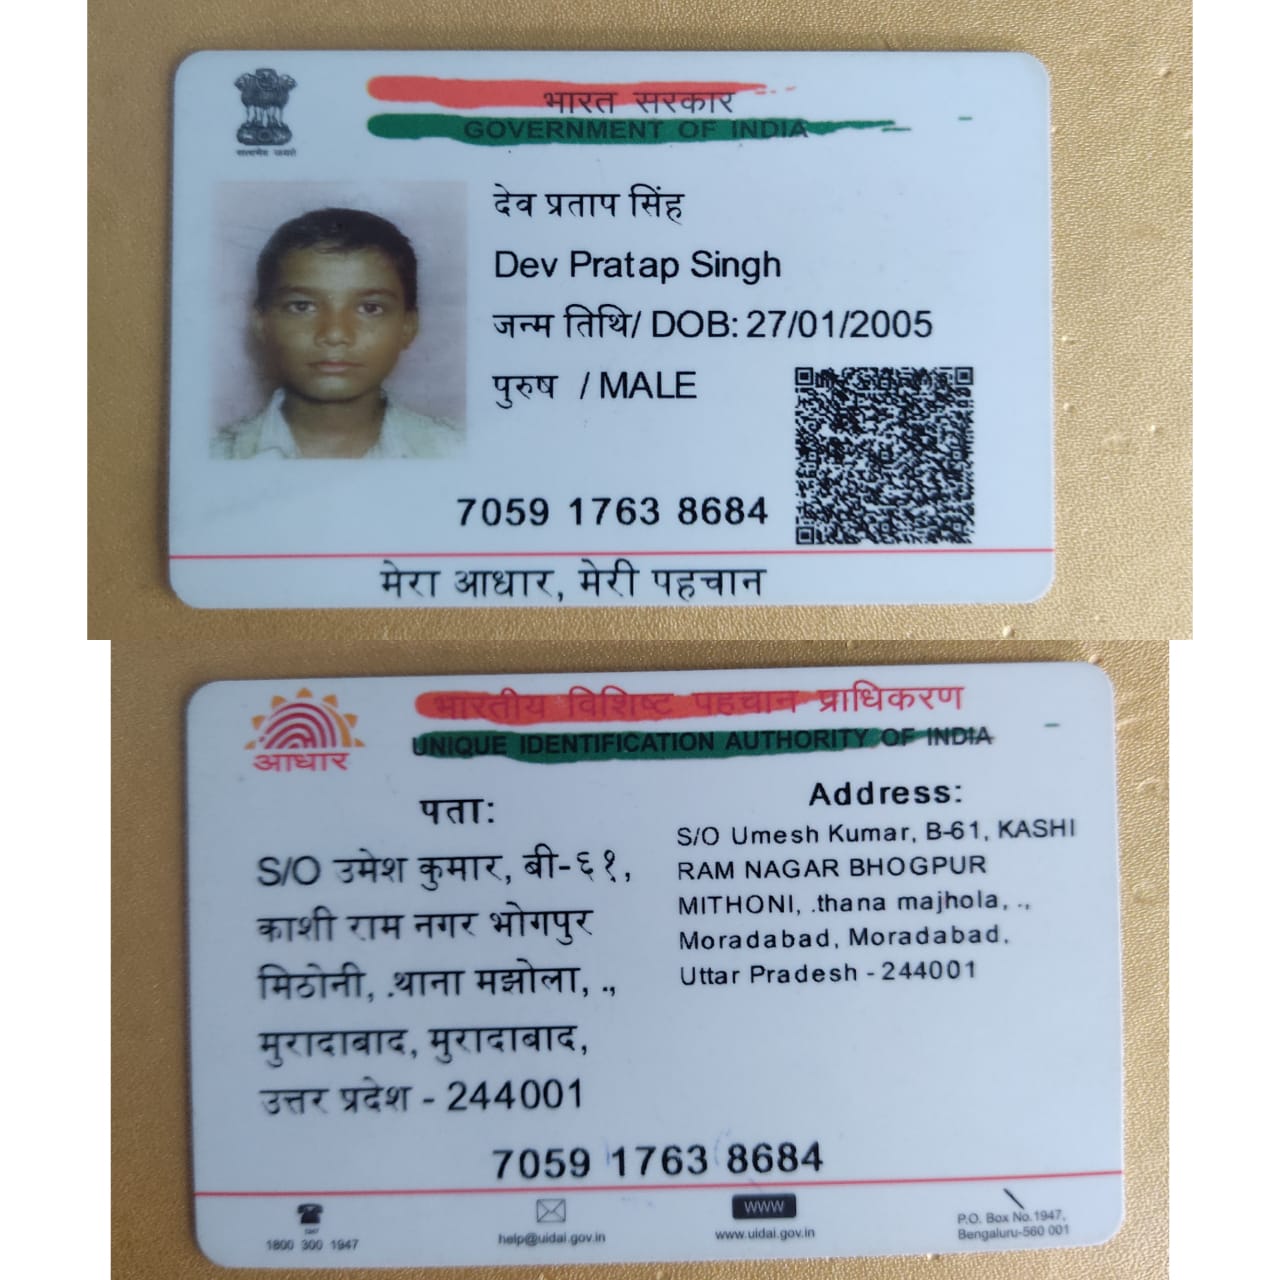 भारत सरकार
GOVERNMENT OF INDIA
सत्यमेव जयते
देव प्रताप सिंह
Dev Pratap Singh
जन्म तिथि/ DOB: 27/01/2005
पुरुष / MALE
7059 1763 8684
मेरा आधार, मेरी पहचान
भारतीय विशिष्ट पहचान प्राधिकरण
UNIQUE IDENTIFICATION AUTHORITY OF INDIA
आधार
पता:
S/O उमेश कुमार, बी-६१,
काशी राम नगर भोगपुर
मिठोनी, .थाना मझोला, .,
मुरादाबाद, मुरादाबाद,
उत्तर प्रदेश - 244001
Address:
S/O Umesh Kumar, B-61, KASHI
RAM NAGAR BHOGPUR
MITHONI, .thana majhola, .,
Moradabad, Moradabad,
Uttar Pradesh - 244001
7059 1763 8684
1947
1800 300 1947
help@uidai.gov.in
WWW
www.uidai.gov.in
P.O. Box No.1947,
Bengaluru-560 001